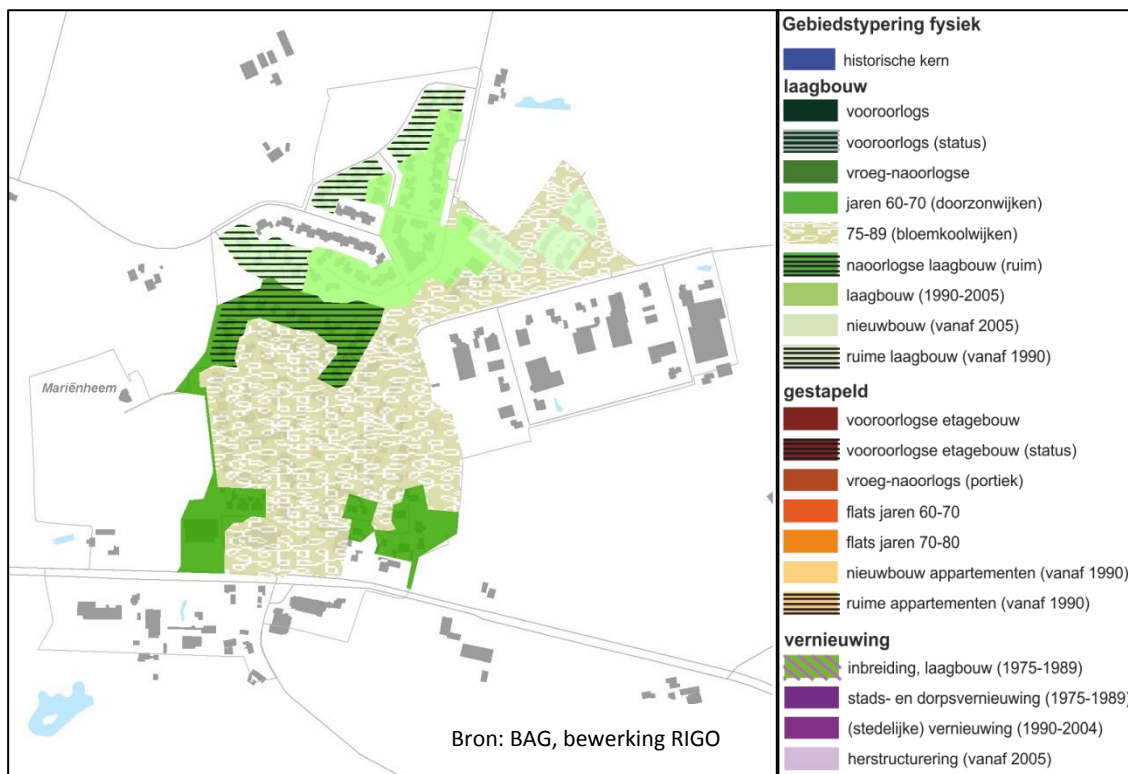 Mariënheem
Bron: BAG, bewerking RIGO
Gebiedstypering fysiek
historische kern
laagbouw
vooroorlogs
vooroorlogs (status)
vroeg-naoorlogse
jaren 60-70 (doorzonwijken)
75-89 (bloemkoolwijken)
naoorlogse laagbouw (ruim)
laagbouw (1990-2005)
nieuwbouw (vanaf 2005)
ruime laagbouw (vanaf 1990)
gestapeld
vooroorlogse etagebouw
vooroorlogse etagebouw (status)
vroeg-naoorlogs (portiek)
flats jaren 60-70
flats jaren 70-80
nieuwbouw appartementen (vanaf 1990)
ruime appartementen (vanaf 1990)
vernieuwing
inbreiding, laagbouw (1975-1989)
stads- en dorpsvernieuwing (1975-1989)
(stedelijke) vernieuwing (1990-2004)
herstructurering (vanaf 2005)